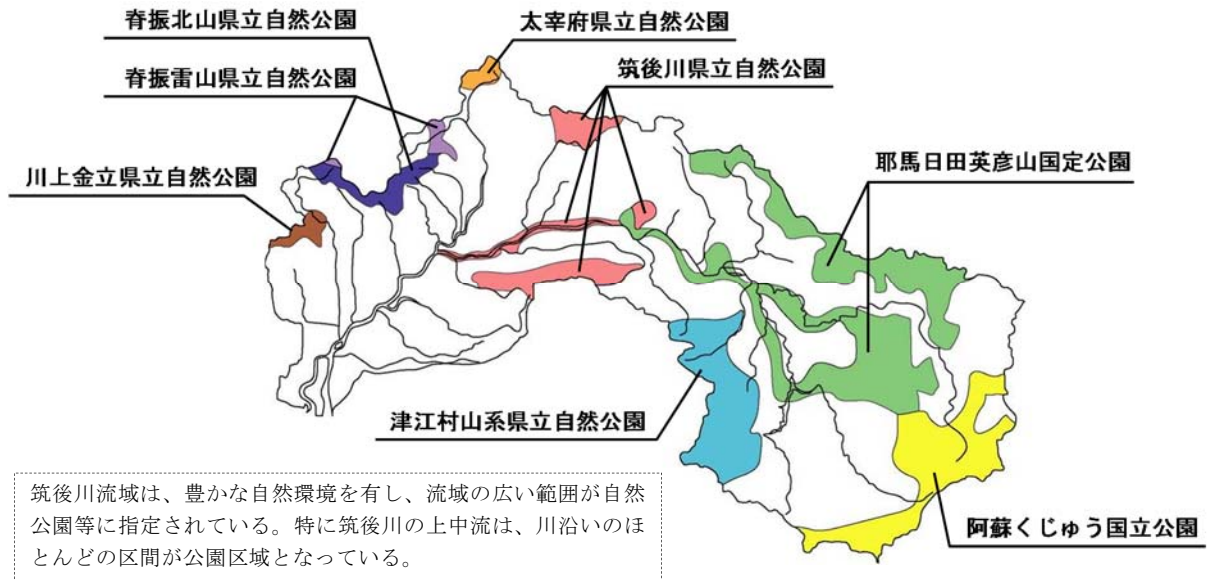 脊振北山県立自然公園
太宰府県立自然公園
脊振雷山県立自然公園
筑後川県立自然公園
川上金立県立自然公園
耶馬日田英彦山国定公園
津江村山系県立自然公園
阿蘇くじゅう国立公園
筑後川流域は、豊かな自然環境を有し、流域の広い範囲が自然
公園等に指定されている。特に筑後川の上中流は、川沿いのほ
とんどの区間が公園区域となっている。